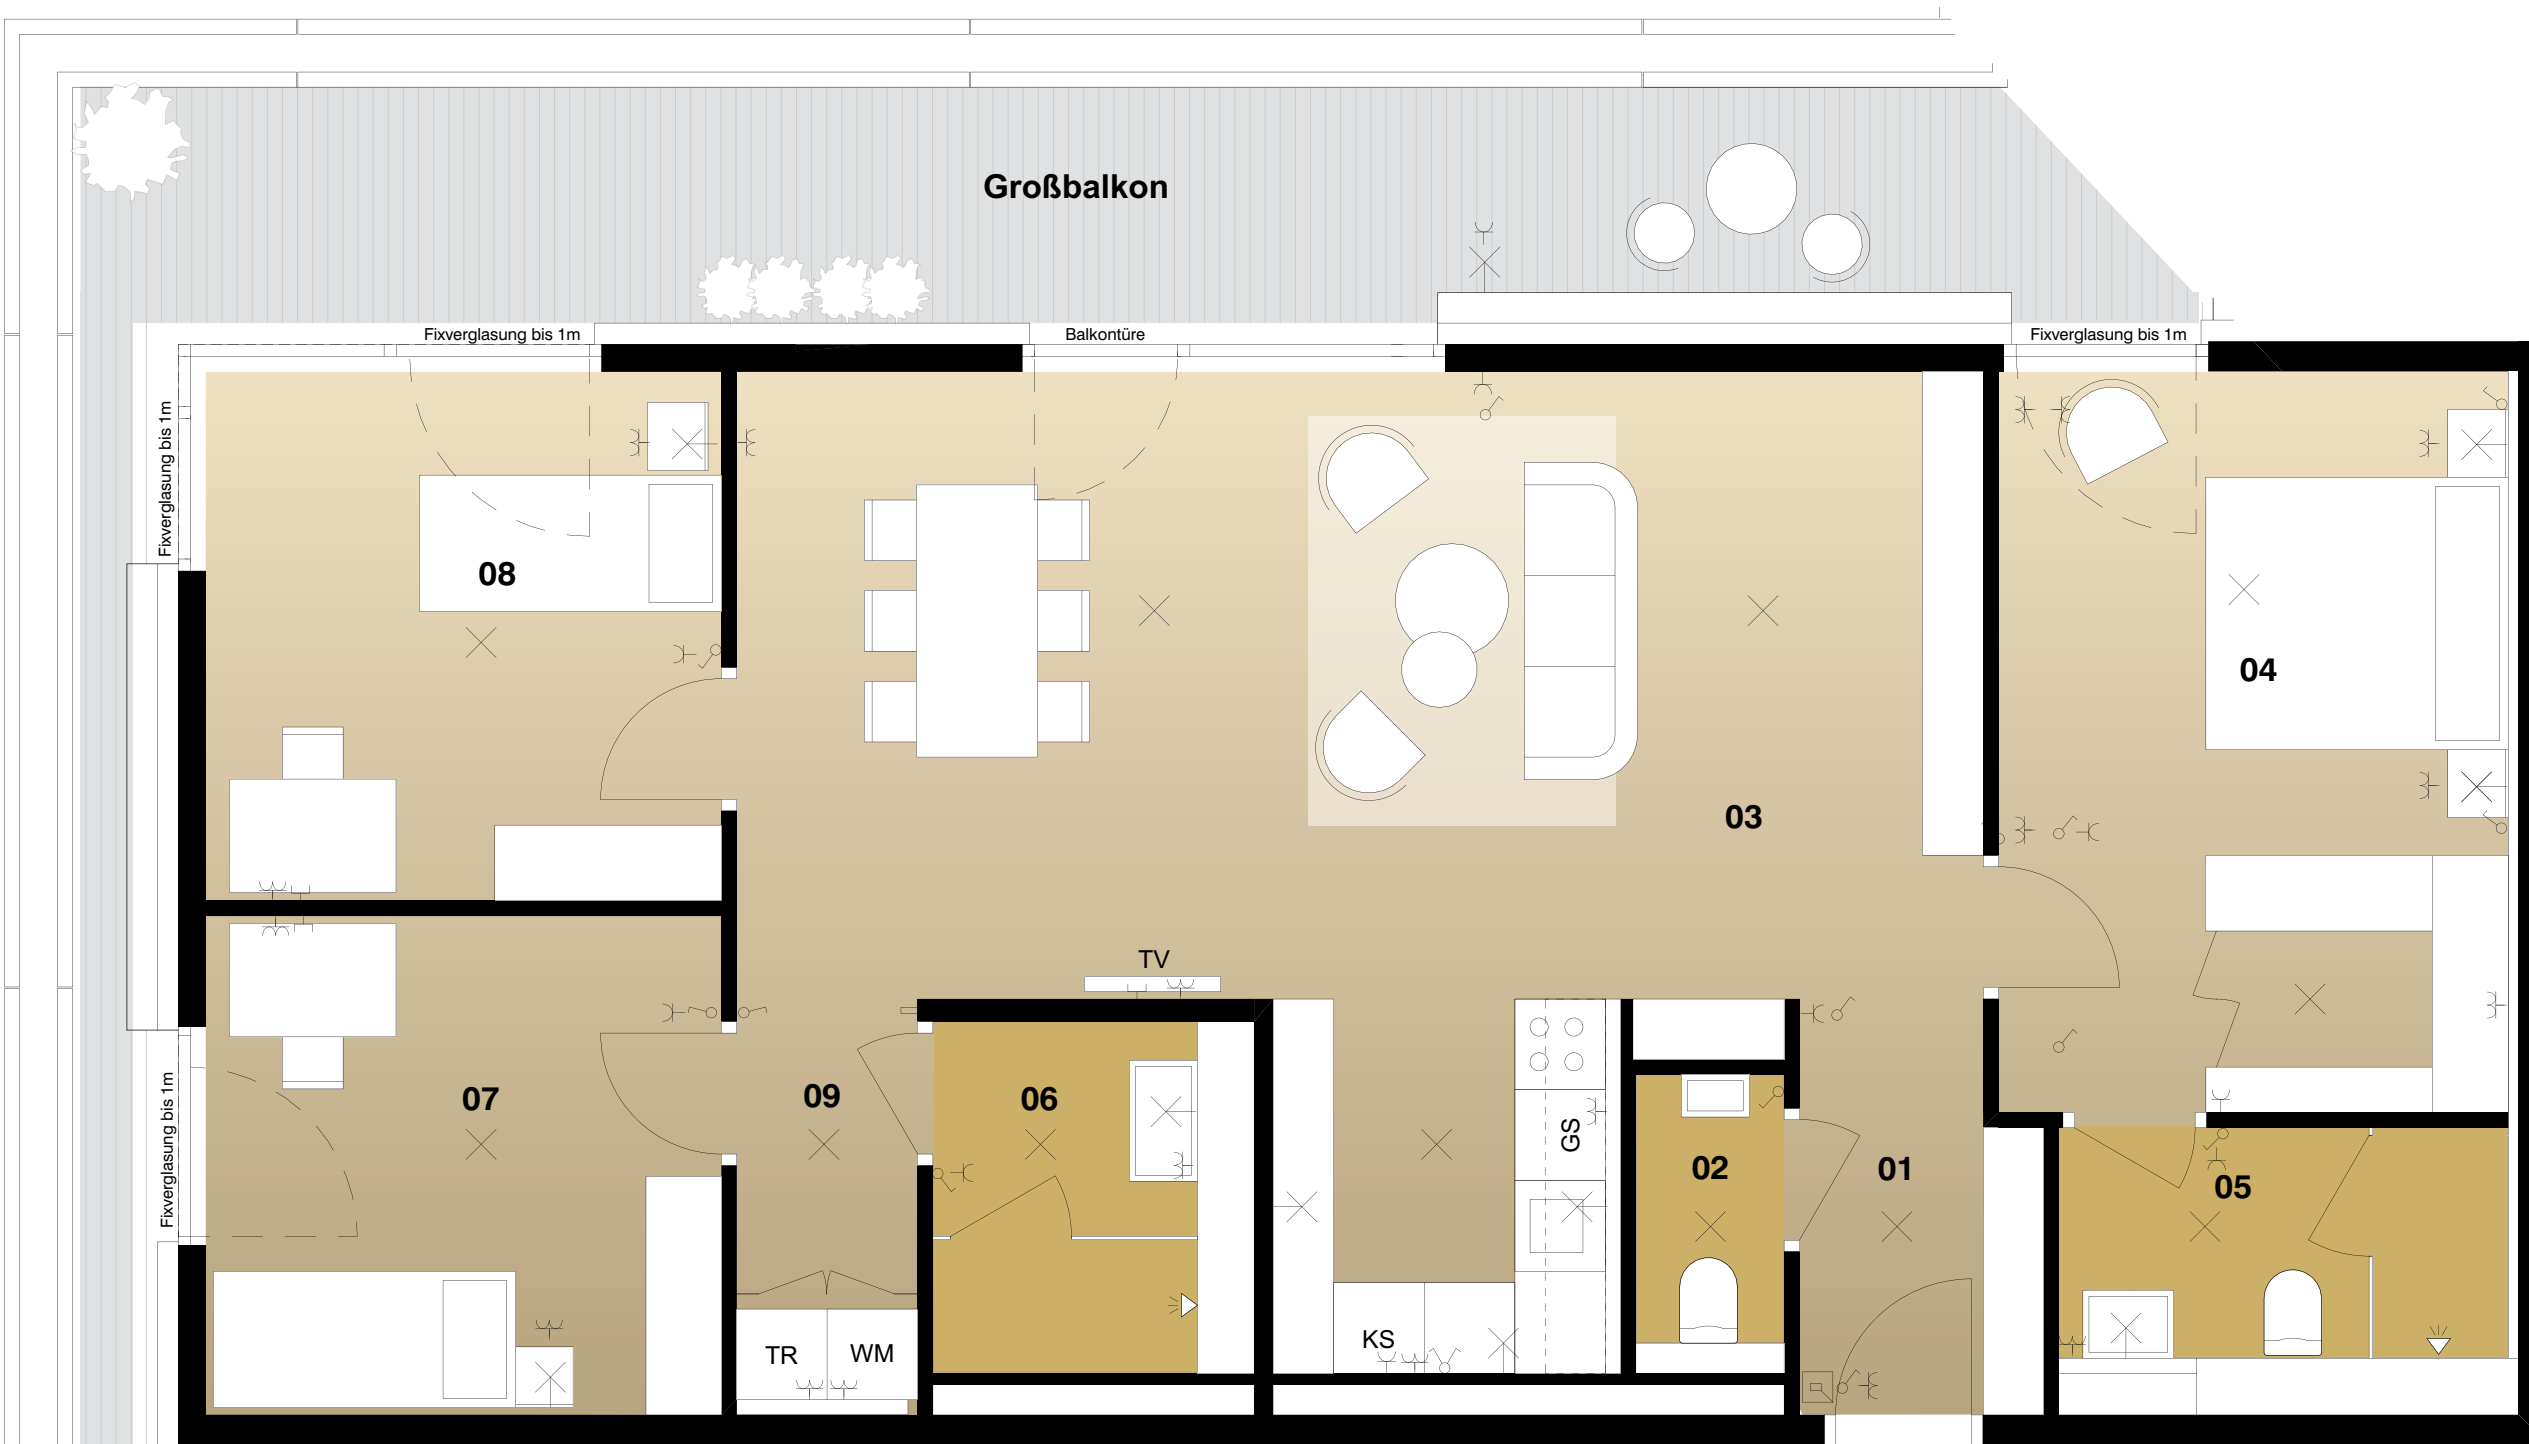 Großbalkon
Fixverglasung bis 1m
Balkontüre
Fixverglasung bis 1m
Fixverglasung bis 1m
08
04
03
TV
07
09
06
GS
02
01
05
Fixverglasung bis 1m
TR
WM
KS